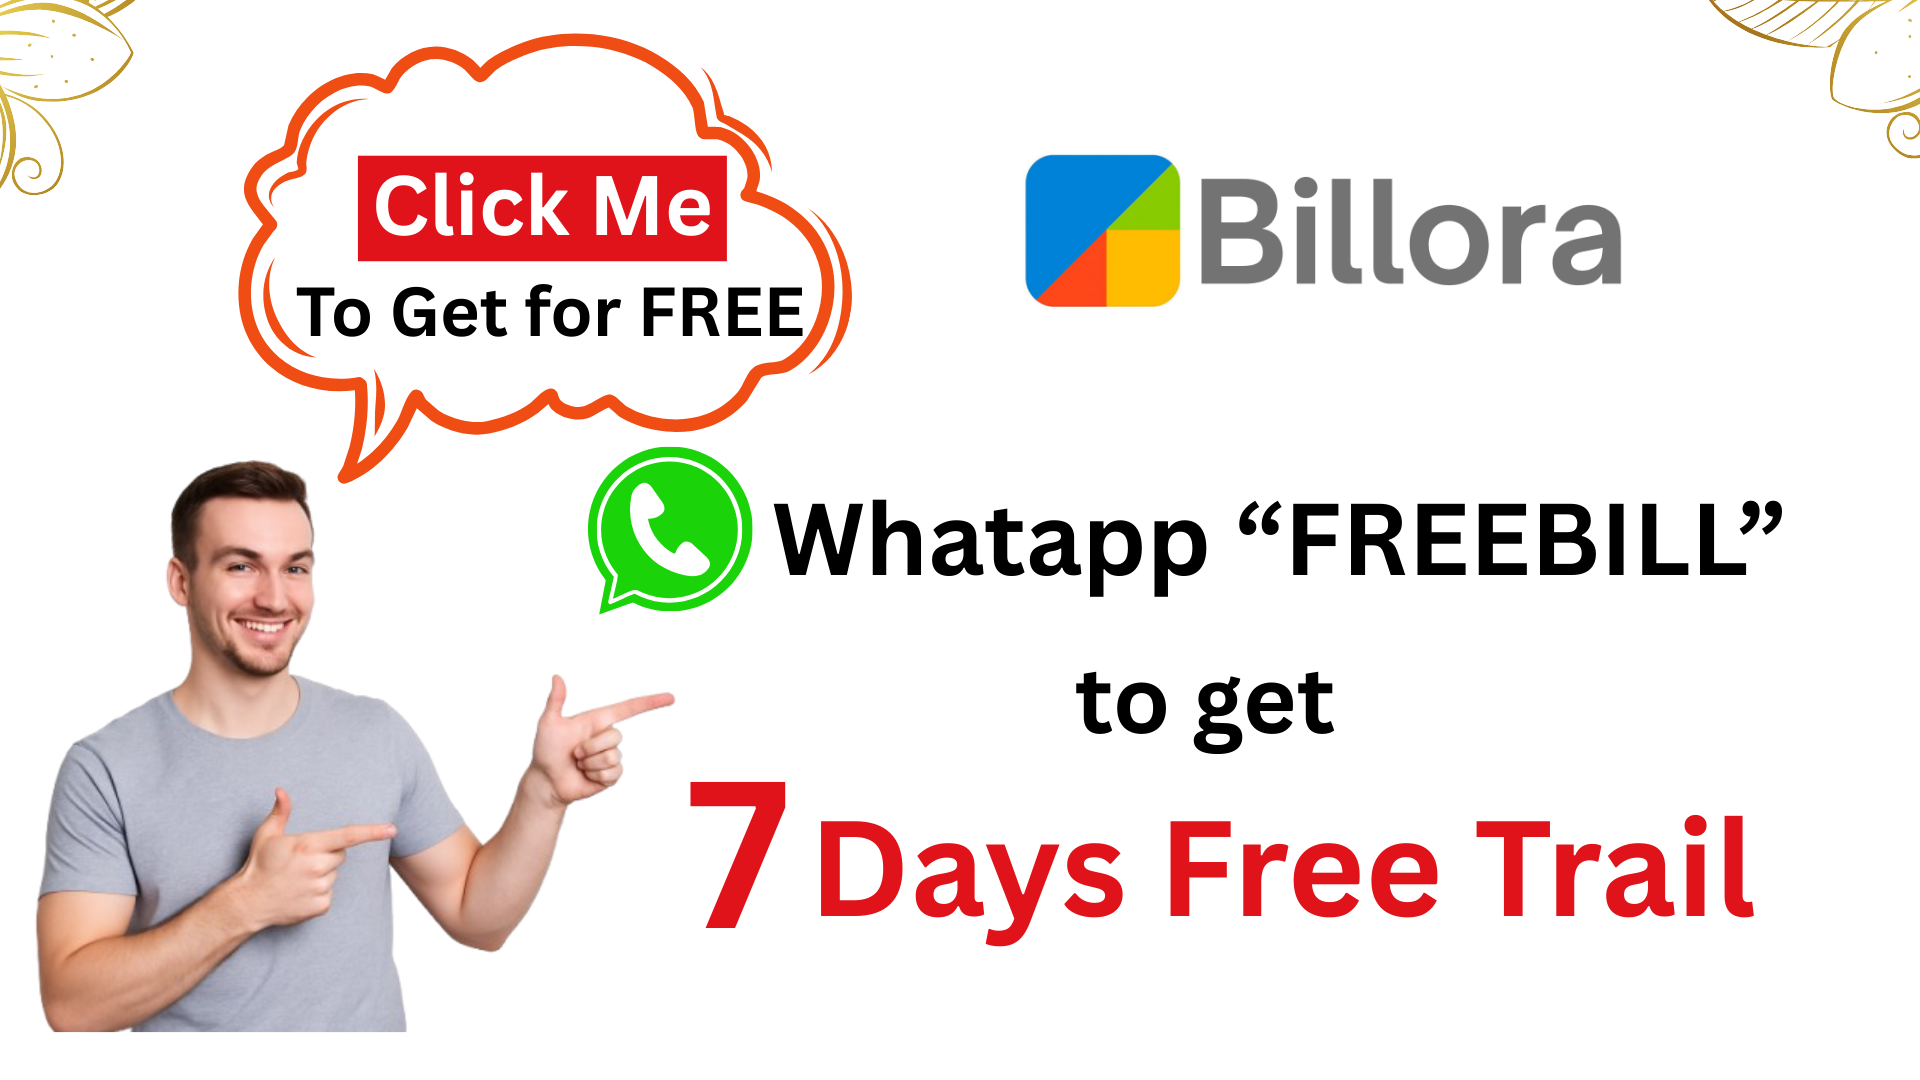 Click Me
To Get for FREE
Billora
Whatapp “FREEBILL”
to get
7 Days Free Trail